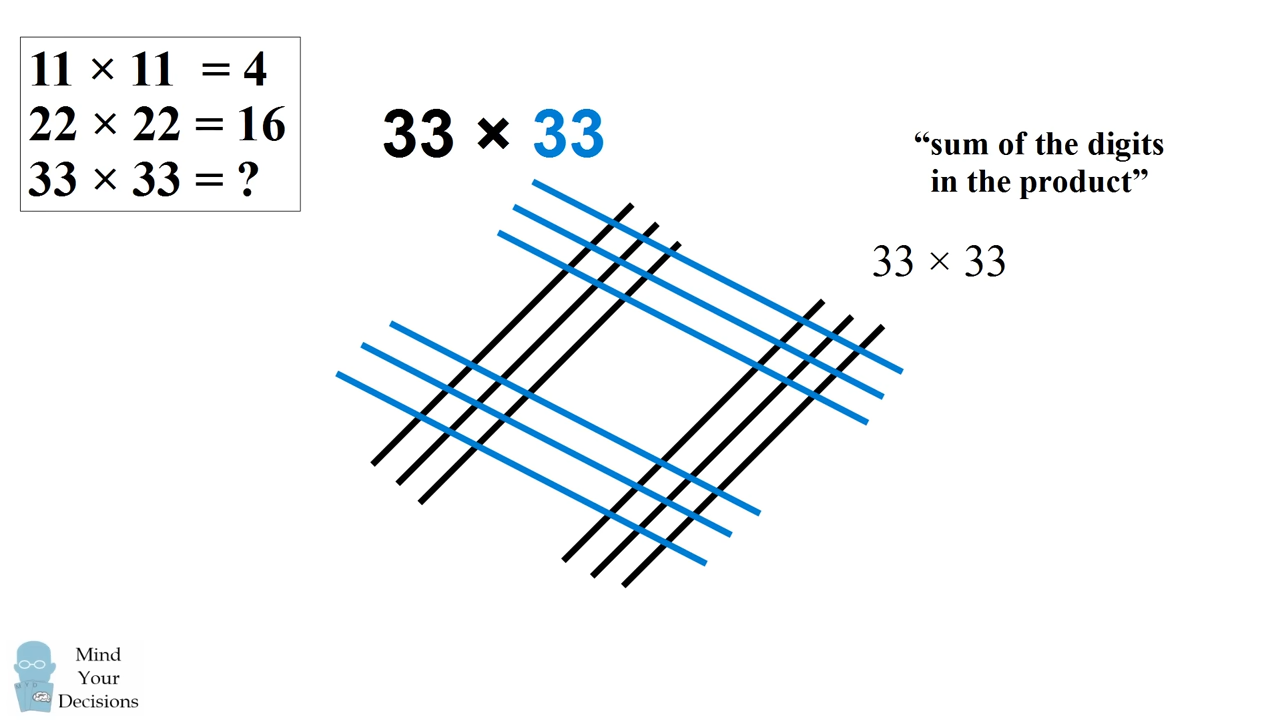 11 × 11 = 4
22 × 22 = 16
33 × 33 = ?
33 × 33
“sum of the digits
in the product”
33 × 33
Mind
Your
Decisions